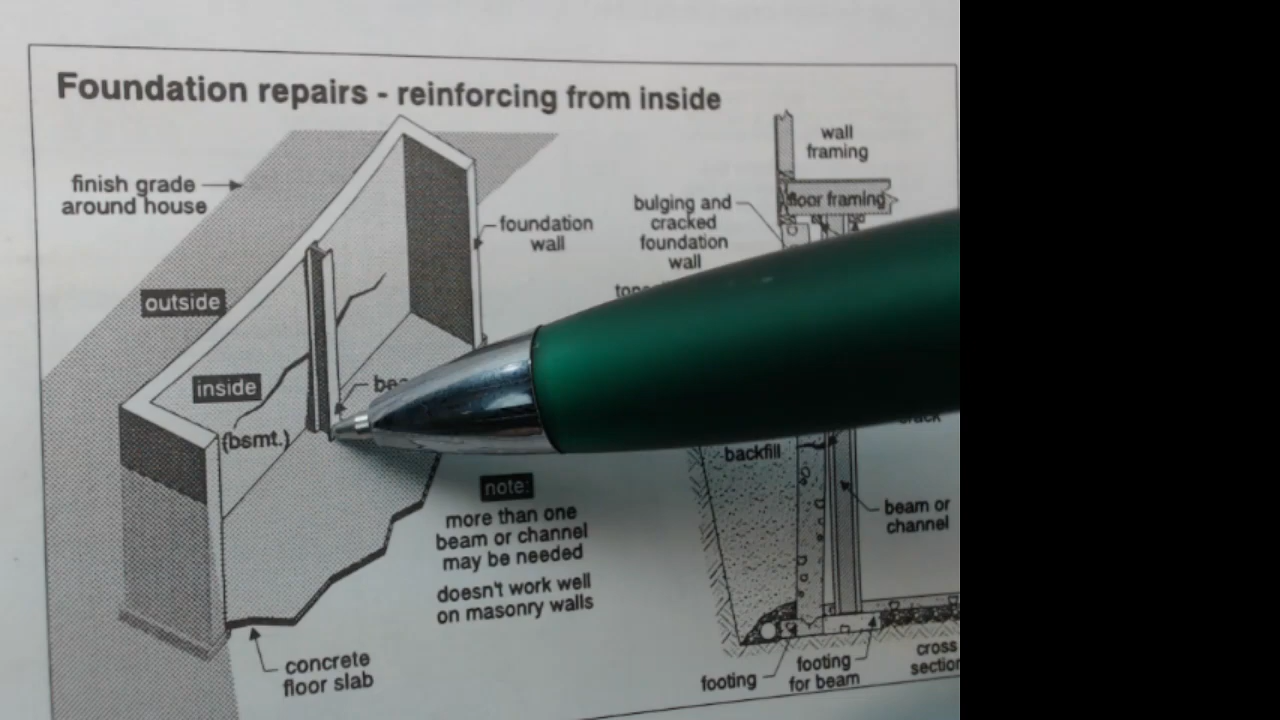 Foundation repairs - reinforcing from inside
finish grade
around house
outside
inside
(bsmt.)
foundation
wall
note:
more than one
beam or channel
may be needed
doesn't work well
on masonry walls
concrete
floor slab
wall
framing
floor framing
bulging and
cracked
foundation
wall
backfill
beam or
channel
footing
footing
for beam
cross
section